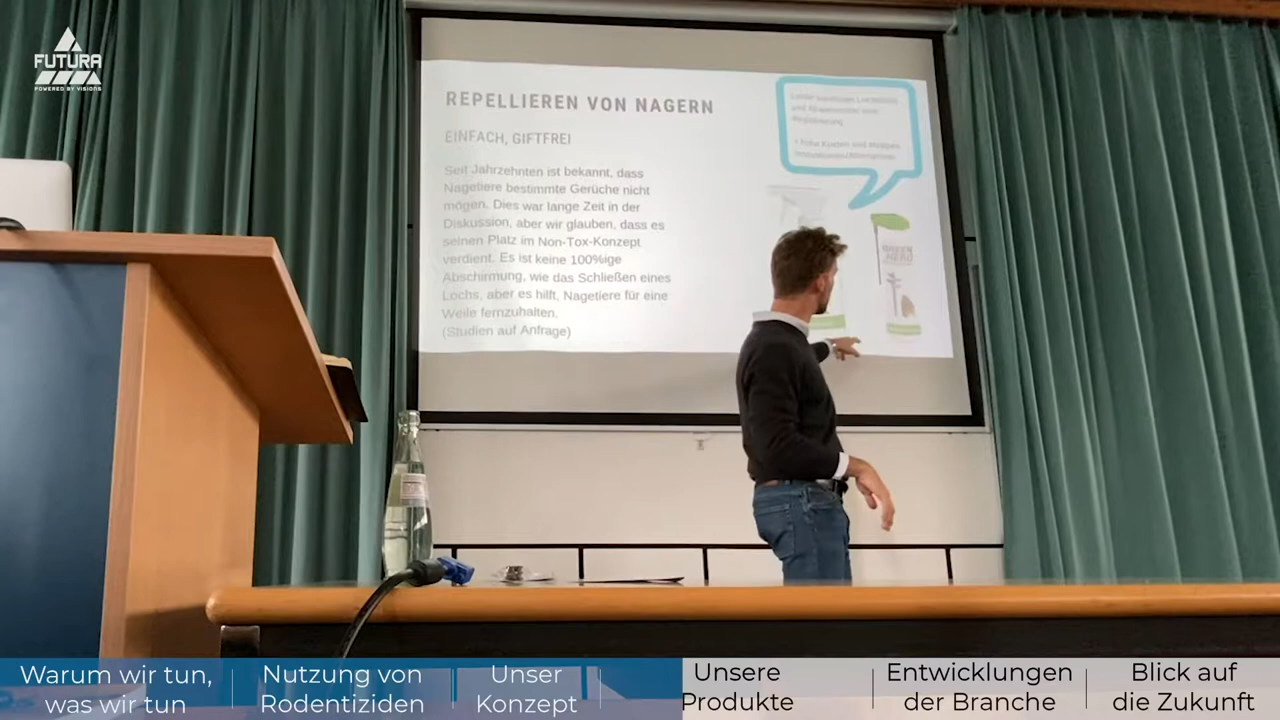 FUTURA
POWERED BY VISIONS
REPELLIEREN VON NAGERN
EINFACH, GIFTFREI
Seit Jahrzehnten ist bekannt, dass
Nagetiere bestimmte Gerüche nicht
mögen. Dies war lange Zeit in der
Diskussion, aber wir glauben, dass es
seinen Platz im Non-Tox-Konzept
verdient. Es ist keine 100%ige
Abschirmung, wie das Schließen eines
Lochs, aber es hilft, Nagetiere für eine
Weile fernzuhalten.
(Studien auf Anfrage)
Warum wir tun,
was wir tun
Nutzung von
Rodentiziden
Unser
Konzept
Unsere
Produkte
Entwicklungen
der Branche
Blick auf
die Zukunft